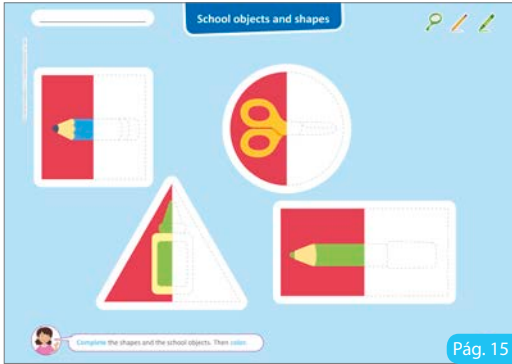 School objects and shapes
Complete the shapes and the school objects. Then color.
Pág. 15